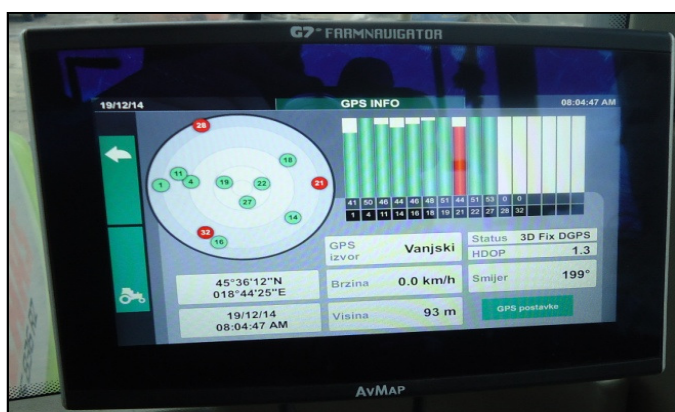 G7+ FARMNAVIGATOR
19/12/14
GPS INFO
08:04:47 AM
28
18
11
1
4
19
22
21
27
14
32
16
41 50 46 44 46 48 51 44 51 53 0 0
1 4 11 14 16 18 19 21 22 27 28 32
GPS izvor
Vanjski
Status 3D Fix DGPS
HDOP 1.3
45°36'12"N
018°44'25"E
Brzina 0.0 km/h
Smijer 199°
19/12/14
08:04:47 AM
Visina 93 m
GPS postavke
AVMAP